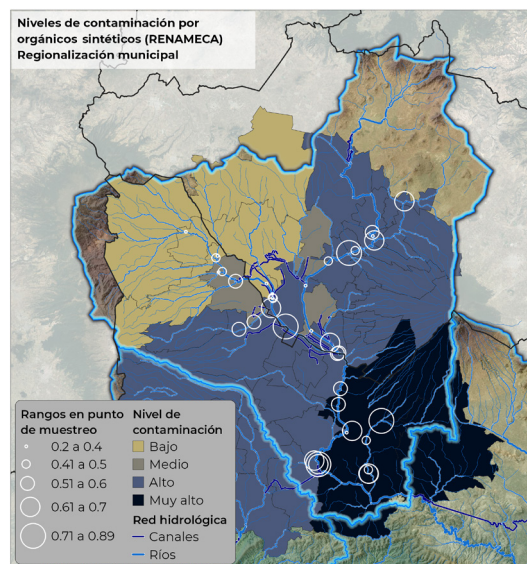 Niveles de contaminación por
orgánicos sintéticos (RENAMECA)
Regionalización municipal
Rangos en punto
de muestreo
0.2 a 0.4
0.41 a 0.5
0.51 a 0.6
0.61 a 0.7
0.71 a 0.89
Nivel de
contaminación
Bajo
Medio
Alto
Muy alto
Red hidrológica
Canales
Ríos